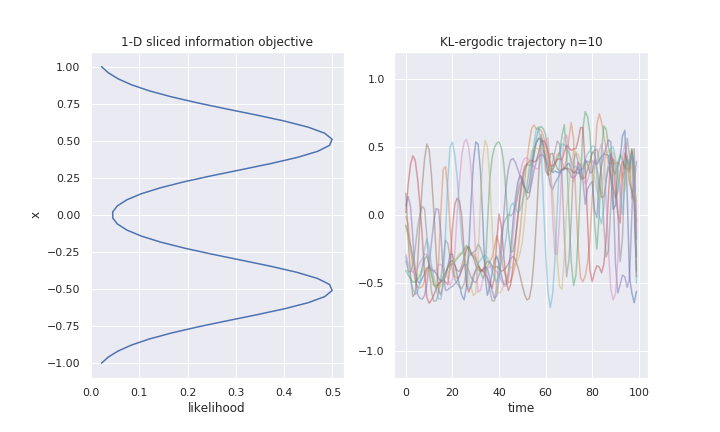 1-D sliced information objective
1.00
0.75
0.50
0.25
0.00
−0.25
−0.50
−0.75
−1.00
x
0.0 0.1 0.2 0.3 0.4 0.5
likelihood
KL-ergodic trajectory n=10
1.0
0.5
0.0
−0.5
−1.0
0 20 40 60 80 100
time